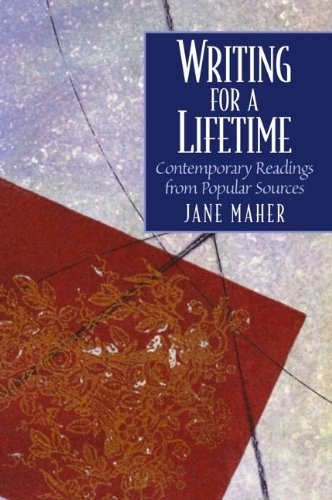 WRITING
FOR A
LIFETIME
Contemporary Readings
from Popular Sources
JANE MAHER